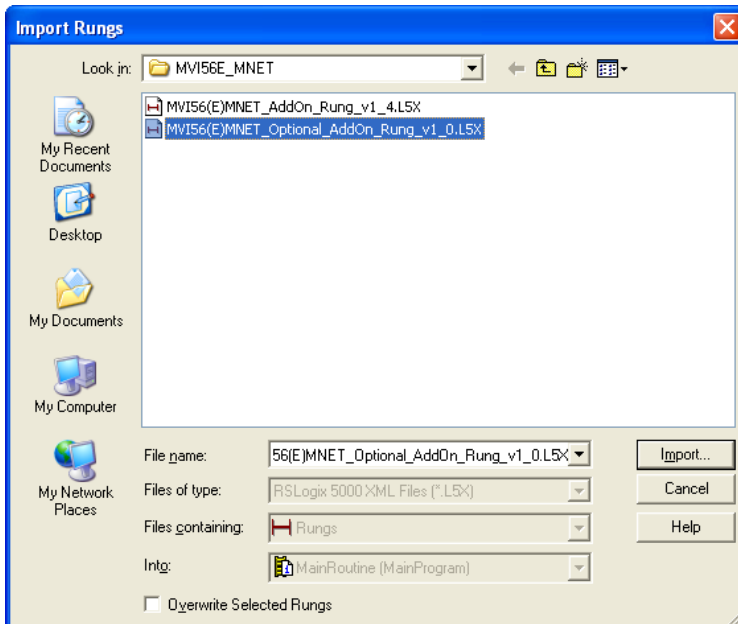 Import Rungs
Look in: MVI56E_MNET
MVI56(E)MNET_AddOn_Rung_v1_4.L5X
MVI56(E)MNET_Optional_AddOn_Rung_v1_0.L5X
My Recent
Documents
Desktop
My Documents
My Computer
My Network
Places
File name: 56(E)MNET_Optional_AddOn_Rung_v1_0.L5X
Import...
Files of type: RSLogix 5000 XML Files (*.L5X)
Cancel
Files containing: Rungs
Help
Into: MainRoutine (MainProgram)
Overwrite Selected Rungs